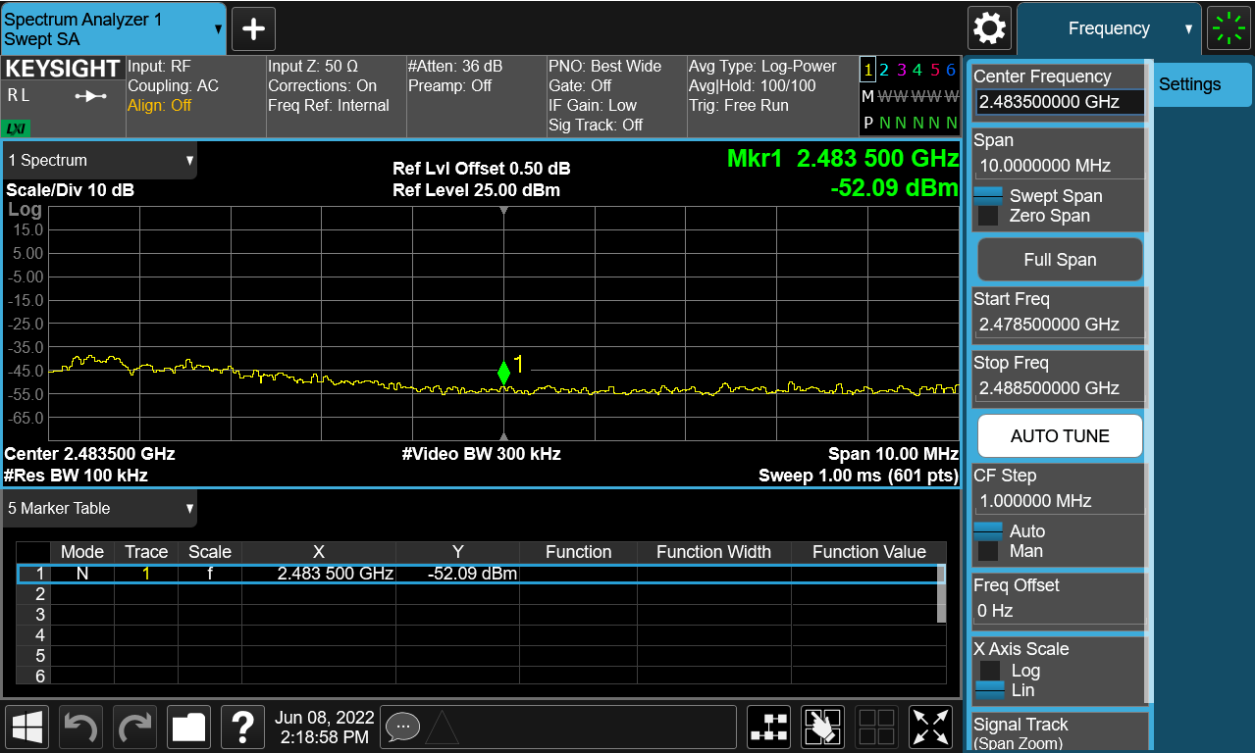 Spectrum Analyzer 1
Swept SA
+
Frequency
KEYSIGHT
R L
LXI
Input: RF
Coupling: AC
Align: Off
Input Z: 50 Ω
Corrections: On
Freq Ref: Internal
#Atten: 36 dB
Preamp: Off
PNO: Best Wide
Gate: Off
IF Gain: Low
Sig Track: Off
Avg Type: Log-Power
Avg|Hold: 100/100
Trig: Free Run
1 2 3 4 5 6
M W W W W W
P N N N N N N
1 Spectrum
Scale/Div 10 dB
Ref Lvl Offset 0.50 dB
Ref Level 25.00 dBm
Mkr1 2.483 500 GHz
-52.09 dBm
Log
15.0
5.00
-5.00
-15.0
-25.0
-35.0
-45.0
-55.0
-65.0
1
Center 2.483500 GHz
#Video BW 300 kHz
Span 10.00 MHz
#Res BW 100 kHz
Sweep 1.00 ms (601 pts)
5 Marker Table
Mode Trace Scale X Y Function Function Width Function Value
1 N 1 f 2.483 500 GHz -52.09 dBm
2
3
4
5
6
Jun 08, 2022
2:18:58 PM
?
Center Frequency
2.483500000 GHz
Settings
Span
10.0000000 MHz
Swept Span
Zero Span
Full Span
Start Freq
2.478500000 GHz
Stop Freq
2.488500000 GHz
AUTO TUNE
CF Step
1.000000 MHz
Auto
Man
Freq Offset
0 Hz
X Axis Scale
Log
Lin
Signal Track
(Span Zoom)